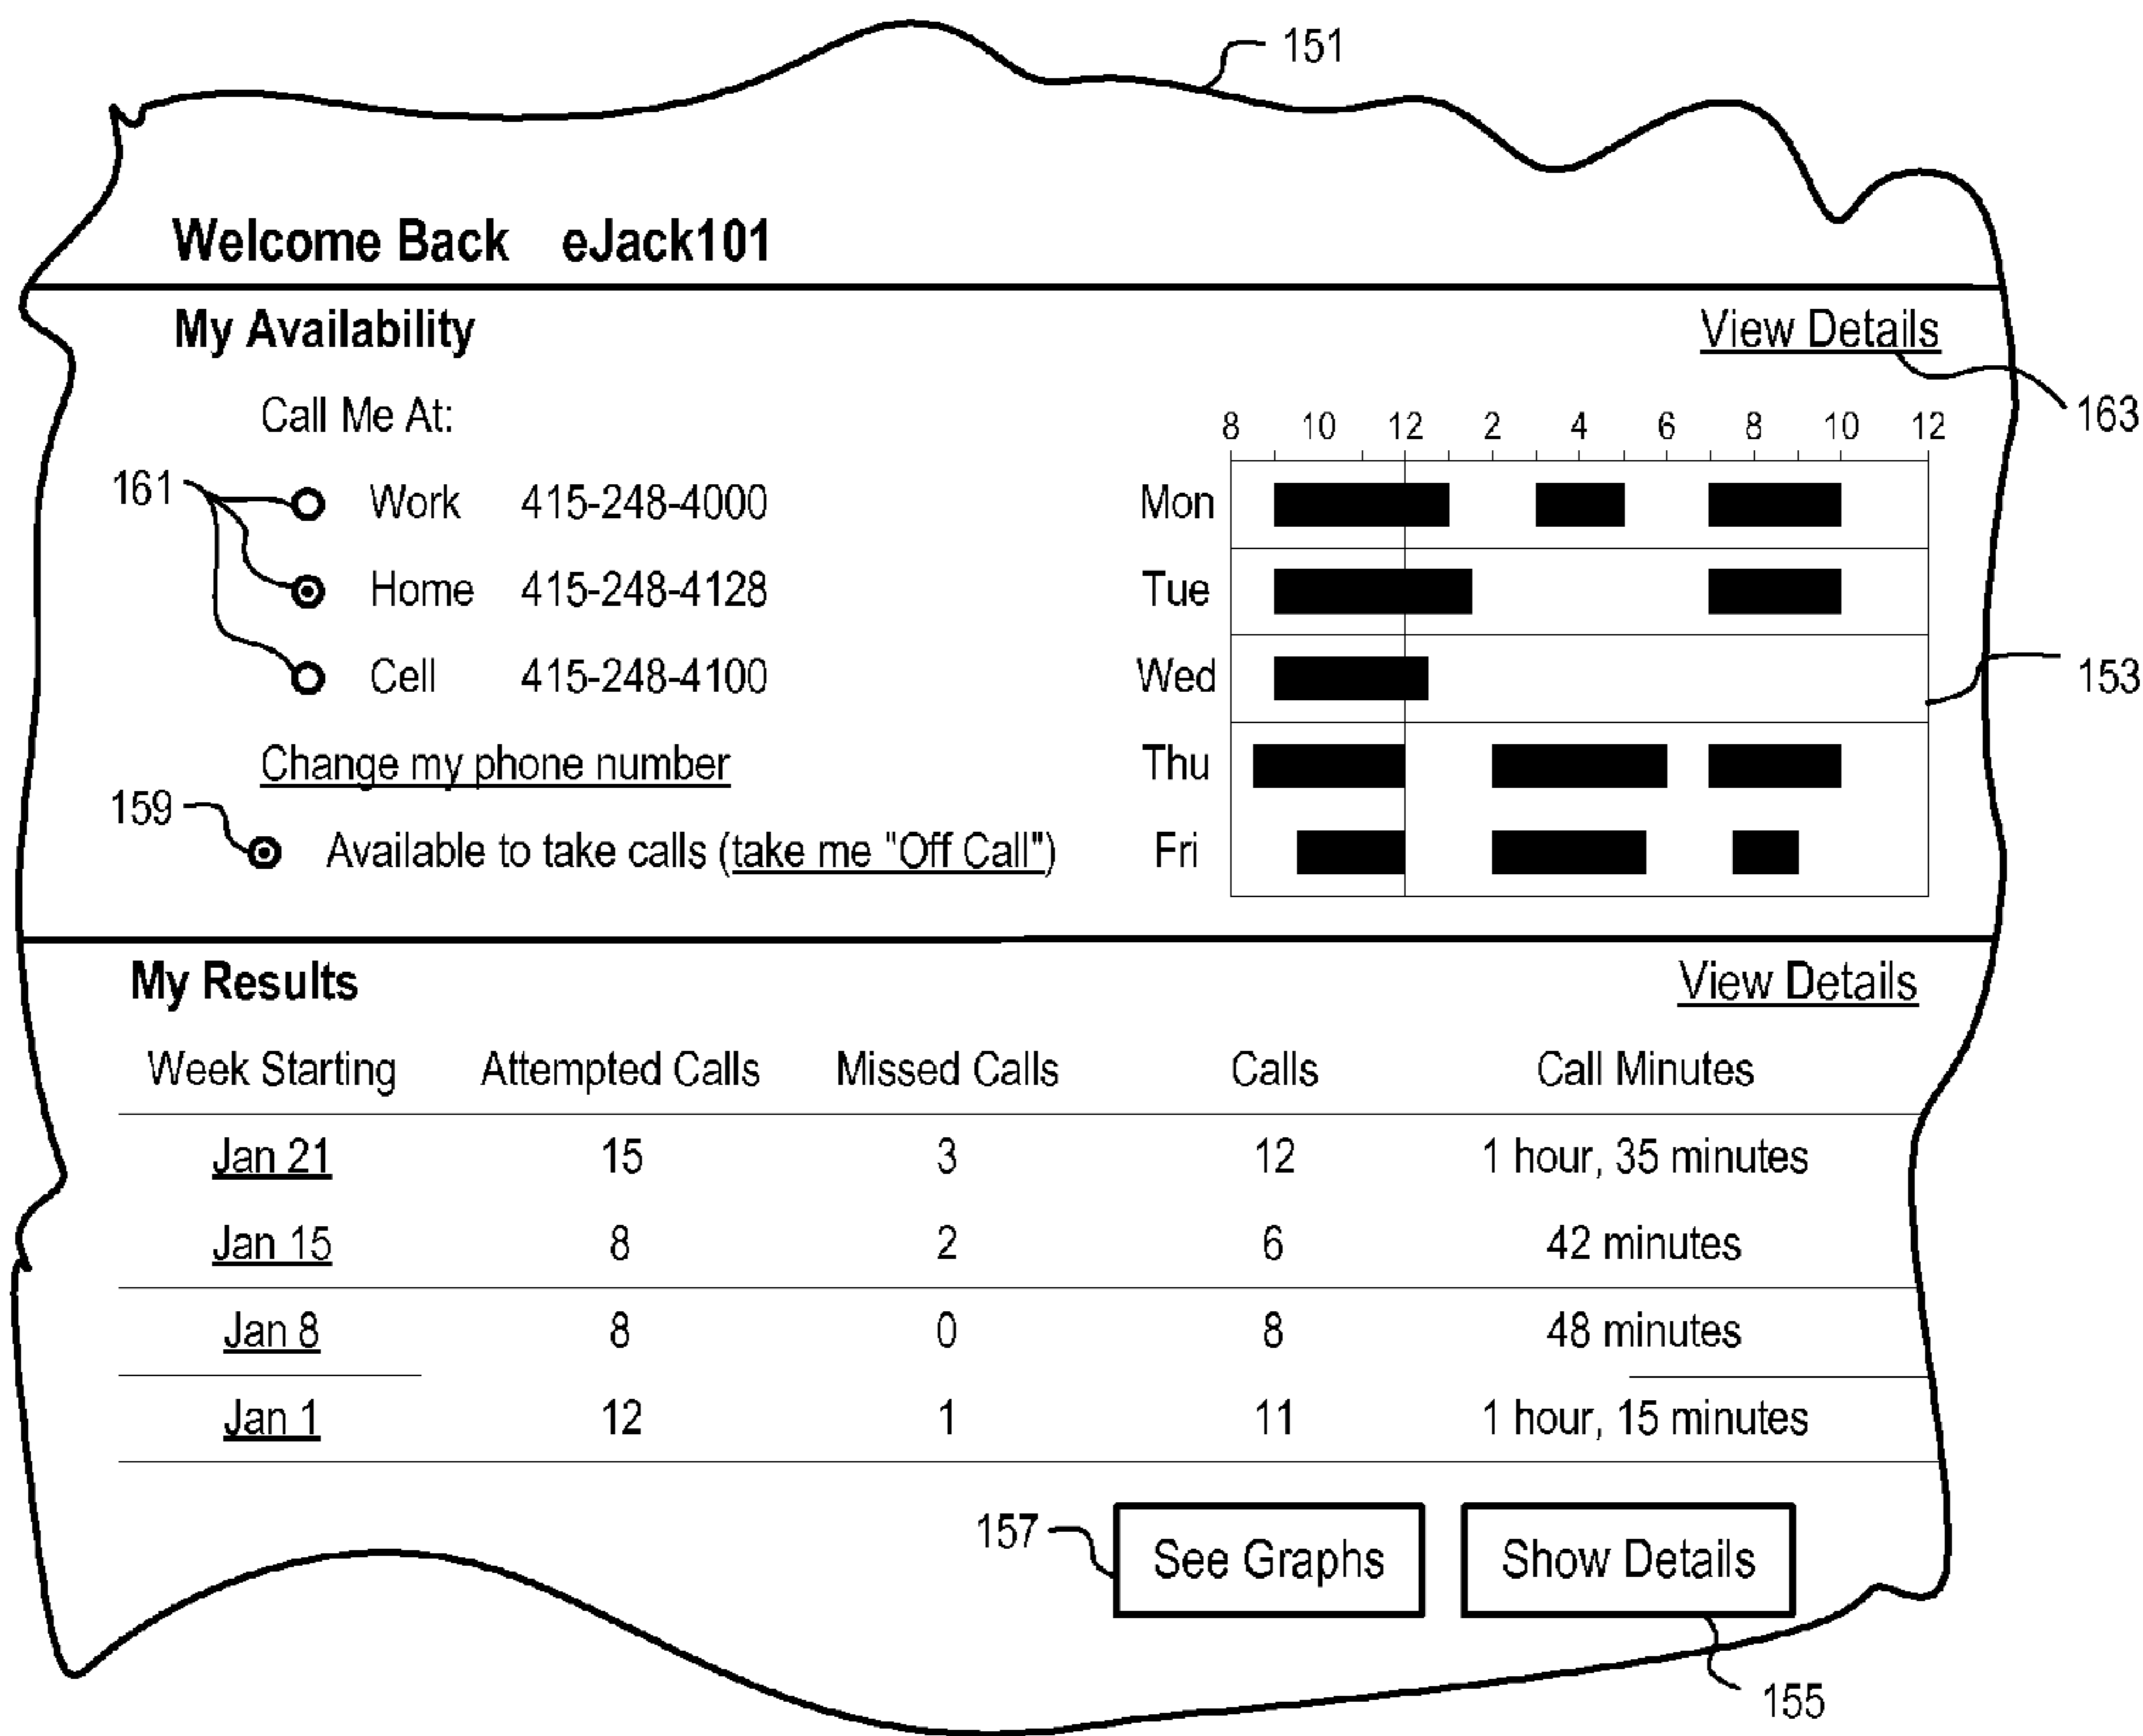 151
Welcome Back eJack101
My Availability View Details
163
Call Me At:
8 10 12 2 4 6 8 10 12
161 Work 415-248-4000 Mon
Home 415-248-4128 Tue
Cell 415-248-4100 Wed
153
Change my phone number Thu
159
Available to take calls (take me "Off Call") Fri
My Results View Details
Week Starting Attempted Calls Missed Calls Calls Call Minutes
Jan 21 15 3 12 1 hour, 35 minutes
Jan 15 8 2 6 42 minutes
Jan 8 8 0 8 48 minutes
Jan 1 12 1 11 1 hour, 15 minutes
157 See Graphs Show Details
155